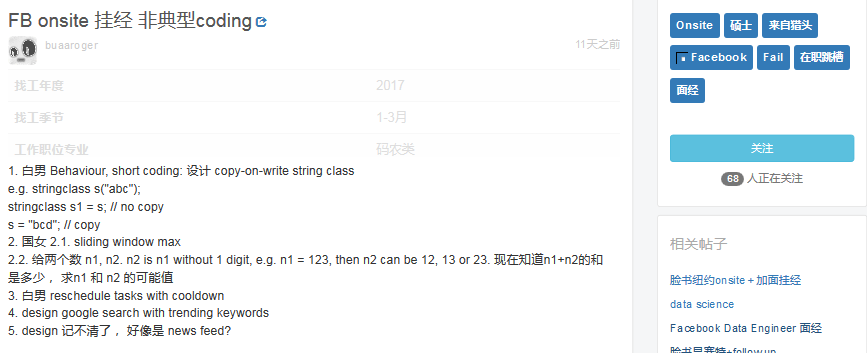 FB onsite 挂经 非典型coding
buaaroger 11天之前
找工年度 2017
找工季节 1-3月
工作职位专业 码农类
1. 白男 Behaviour, short coding: 设计 copy-on-write string class
e.g. stringclass s("abc");
stringclass s1 = s; // no copy
s = "bcd"; // copy
2. 国女 2.1. sliding window max
2.2. 给两个数 n1, n2. n2 is n1 without 1 digit, e.g. n1 = 123, then n2 can be 12, 13 or 23. 现在知道n1+n2的和
是多少， 求n1 和 n2 的可能值
3. 白男 reschedule tasks with cooldown
4. design google search with trending keywords
5. design 记不清了， 好像是 news feed?
Onsite 硕士 来自猎头
Facebook Fail 在职跳槽
面经
关注
68 人正在关注
相关帖子
脸书纽约onsite + 加面挂经
data science
Facebook Data Engineer 面经